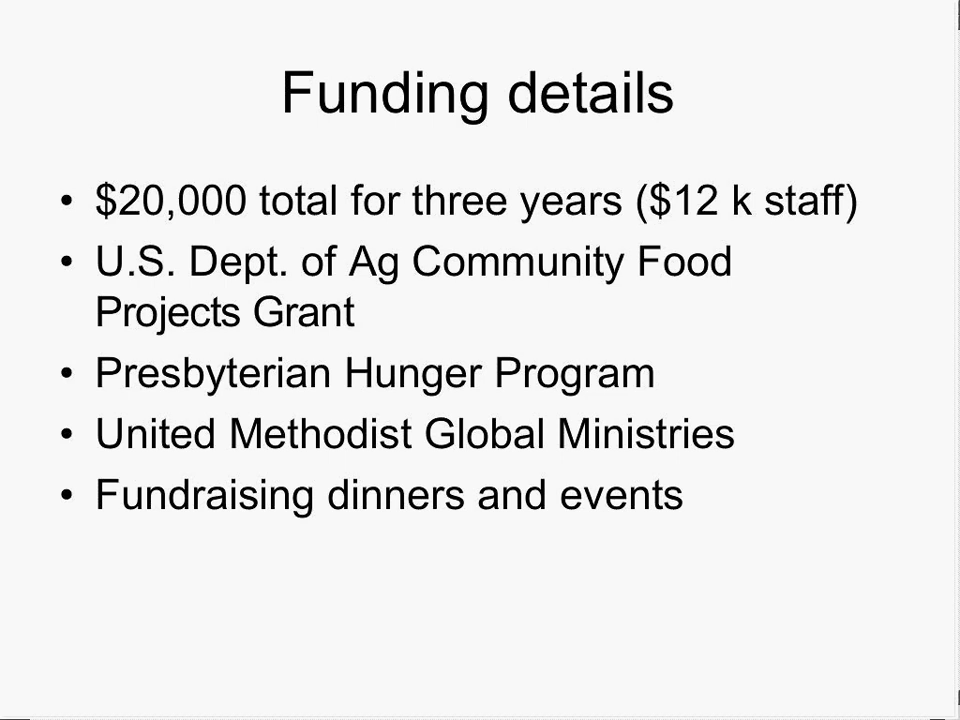 Funding details
• $20,000 total for three years ($12 k staff)
• U.S. Dept. of Ag Community Food
Projects Grant
• Presbyterian Hunger Program
• United Methodist Global Ministries
• Fundraising dinners and events